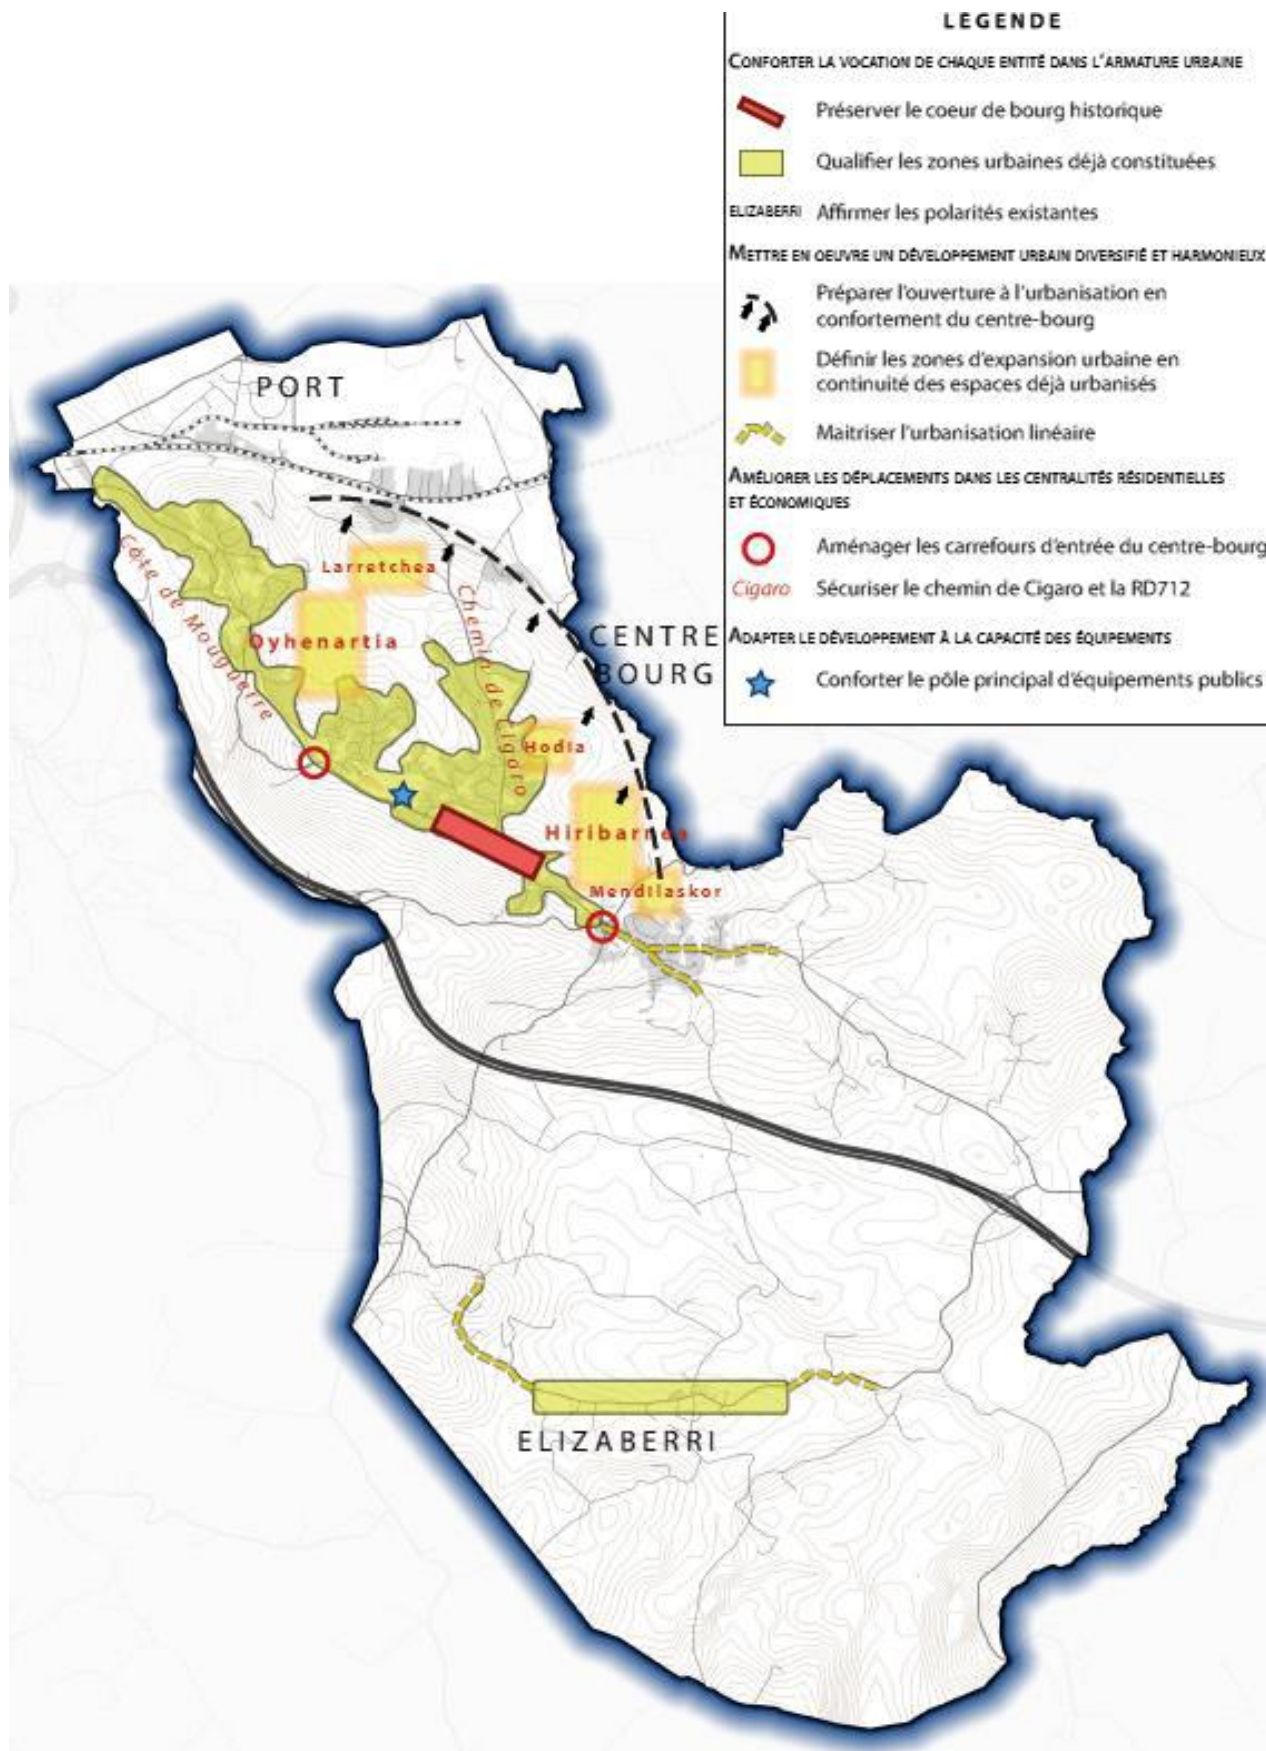 LÉGENDE
CONFORTER LA VOCATION DE CHAQUE ENTITÉ DANS L'ARMATURE URBAINE
Préserver le coeur de bourg historique
Qualifier les zones urbaines déjà constituées
ELIZABERRI Affirmer les polarités existantes
METTRE EN OEUVRE UN DÉVELOPPEMENT URBAIN DIVERSIFIÉ ET HARMONIEUX
Préparer l'ouverture à l'urbanisation en
confortement du centre-bourg
Définir les zones d'expansion urbaine en
continuité des espaces déjà urbanisés
Maitriser l'urbanisation linéaire
AMÉLIORER LES DÉPLACEMENTS DANS LES CENTRALITÉS RÉSIDENTIELLES
ET ÉCONOMIQUES
Aménager les carrefours d'entrée du centre-bourg
Cigaro Sécuriser le chemin de Cigaro et la RD712
ADAPTER LE DÉVELOPPEMENT À LA CAPACITÉ DES ÉQUIPEMENTS
Conforter le pôle principal d'équipements publics
PORT
Côte de Mouguerre
Larretchea
Oyhenartia
Chemin de Cigaro
CENTRE
BOURG
Hodia
Hiribarnea
Mendilaskor
ELIZABERRI